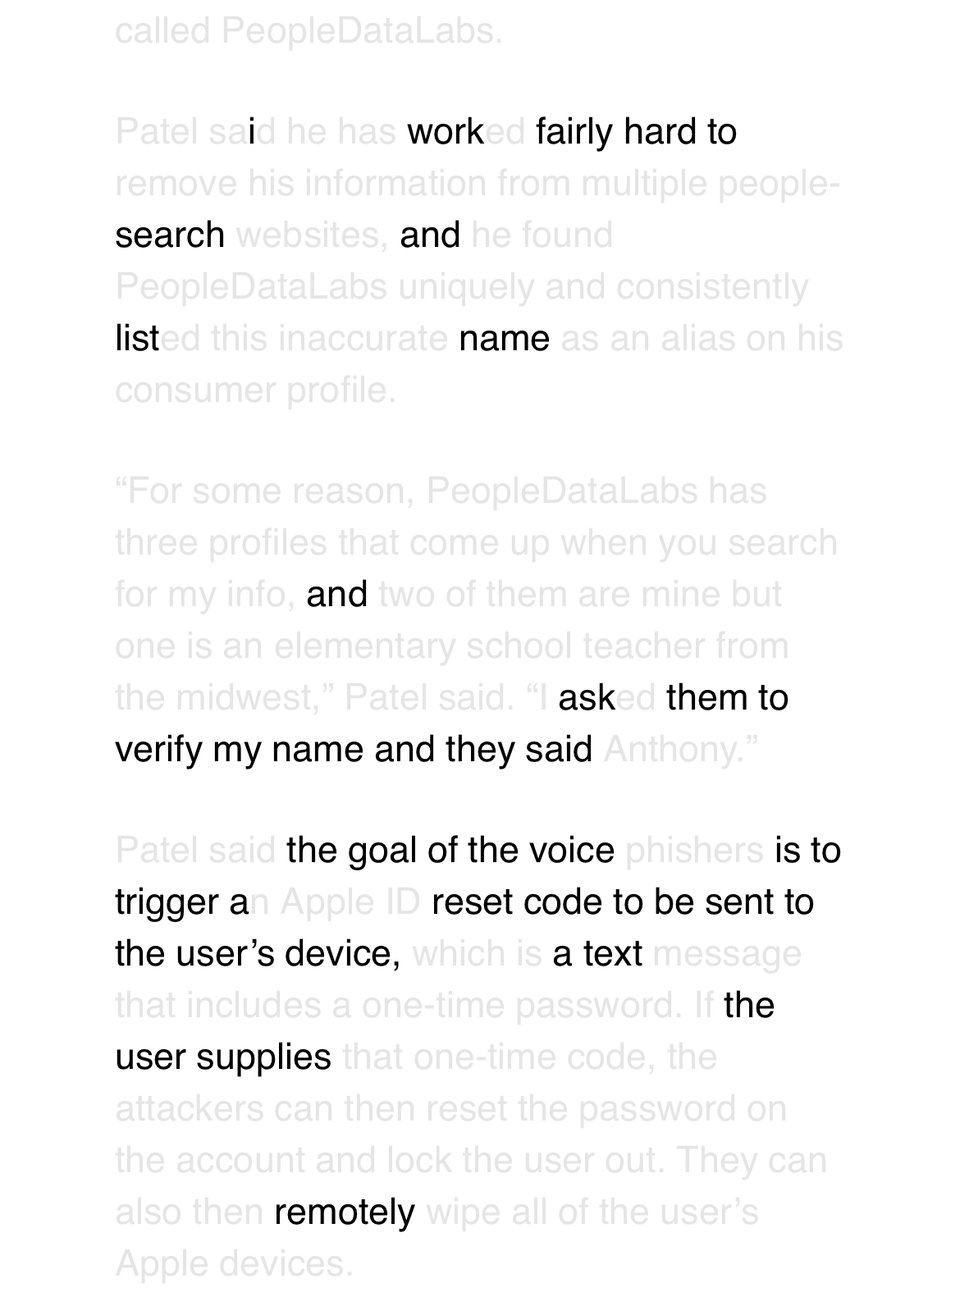 called PeopleDataLabs.
Patel said he has worked fairly hard to
remove his information from multiple people-
search websites, and he found
PeopleDataLabs uniquely and consistently
listed this inaccurate name as an alias on his
consumer profile.
“For some reason, PeopleDataLabs has
three profiles that come up when you search
for my info, and two of them are mine but
one is an elementary school teacher from
the midwest,” Patel said. “I asked them to
verify my name and they said Anthony.”
Patel said the goal of the voice phishers is to
trigger an Apple ID reset code to be sent to
the user’s device, which is a text message
that includes a one-time password. If the
user supplies that one-time code, the
attackers can then reset the password on
the account and lock the user out. They can
also then remotely wipe all of the user’s
Apple devices.